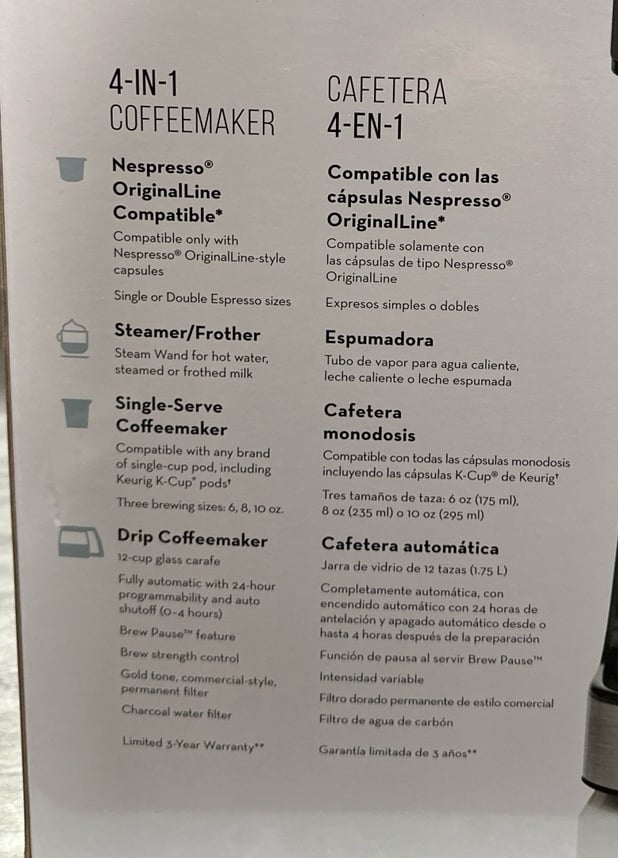 4-IN-1
COFFEEMAKER
Nespresso®
OriginalLine
Compatible*
Compatible only with
Nespresso® OriginalLine-style
capsules
Single or Double Espresso sizes
Steamer/Frother
Steam Wand for hot water,
steamed or frothed milk
Single-Serve
Coffeemaker
Compatible with any brand
of single-cup pod, including
Keurig K-Cup® pods†
Three brewing sizes: 6, 8, 10 oz.
Drip Coffeemaker
12-cup glass carafe
Fully automatic with 24-hour
programmability and auto
shutoff (0–4 hours)
Brew Pause™ feature
Brew strength control
Gold tone, commercial-style,
permanent filter
Charcoal water filter
Limited 3-Year Warranty**
CAFETERA
4-EN-1
Compatible con las
cápsulas Nespresso®
OriginalLine*
Compatible solamente con
las cápsulas de tipo Nespresso®
OriginalLine
Expresos simples o dobles
Espumadora
Tubo de vapor para agua caliente,
leche caliente o leche espumada
Cafetera
monodosis
Compatible con todas las cápsulas monodosis
incluyendo las cápsulas K-Cup® de Keurig†
Tres tamaños de taza: 6 oz (175 ml),
8 oz (235 ml) o 10 oz (295 ml)
Cafetera automática
Jarra de vidrio de 12 tazas (1.75 L)
Completamente automática, con
encendido automático con 24 horas de
antelación y apagado automático desde 0
hasta 4 horas después de la preparación
Función de pausa al servir Brew Pause™
Intensidad variable
Filtro dorado permanente de estilo comercial
Filtro de agua de carbón
Garantía limitada de 3 años**